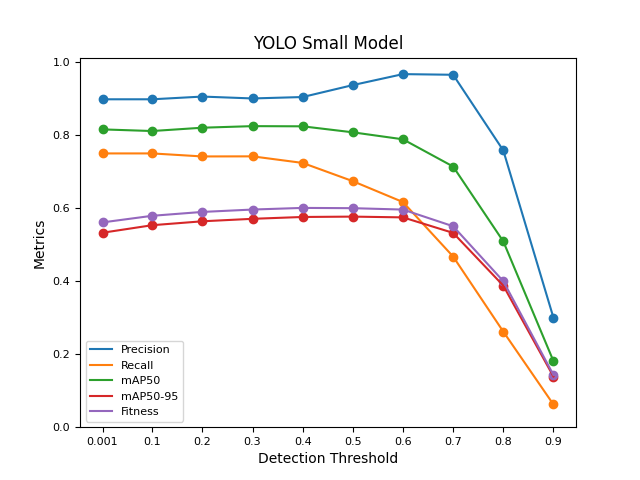 YOLO Small Model
Metrics
1.0
0.8
0.6
0.4
0.2
0.0
Precision
Recall
mAP50
mAP50-95
Fitness
0.001 0.1 0.2 0.3 0.4 0.5 0.6 0.7 0.8 0.9
Detection Threshold